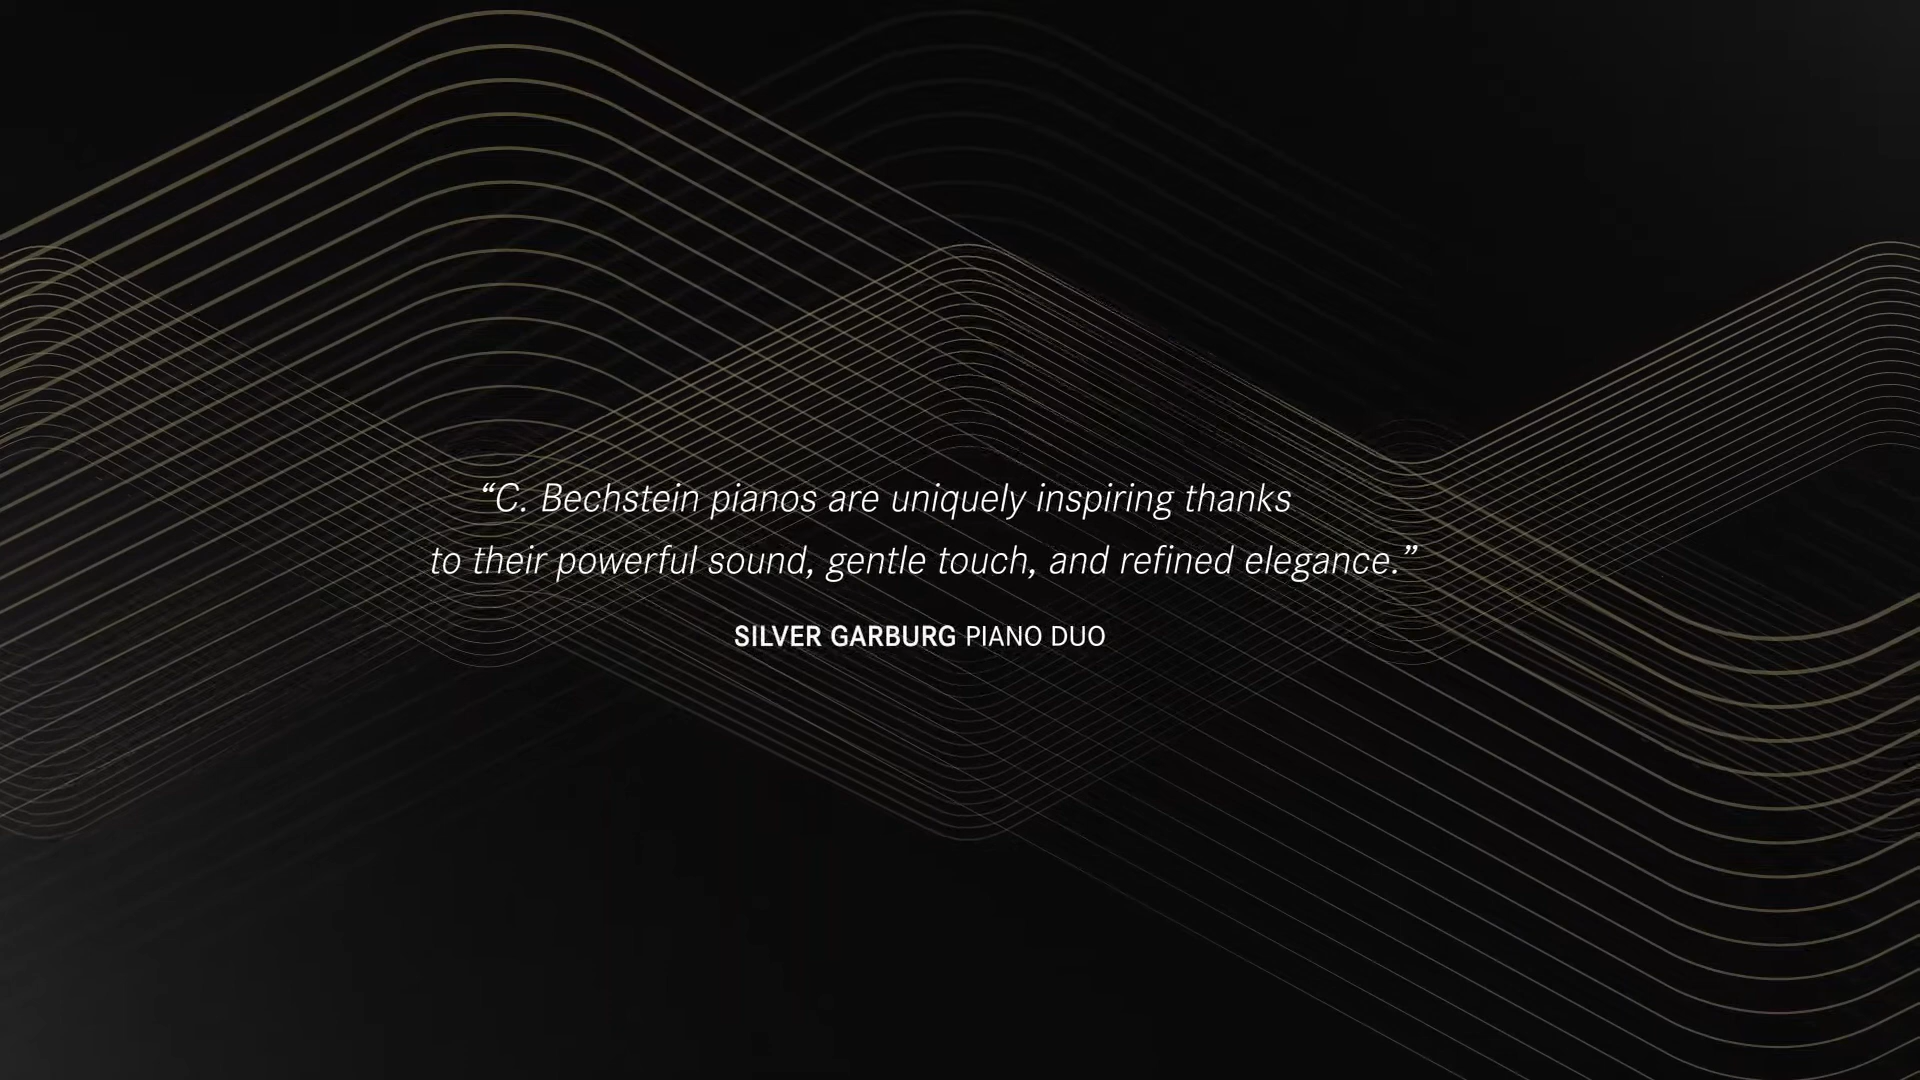 “C. Bechstein pianos are uniquely inspiring thanks
to their powerful sound, gentle touch, and refined elegance.”
SILVER GARBURG PIANO DUO